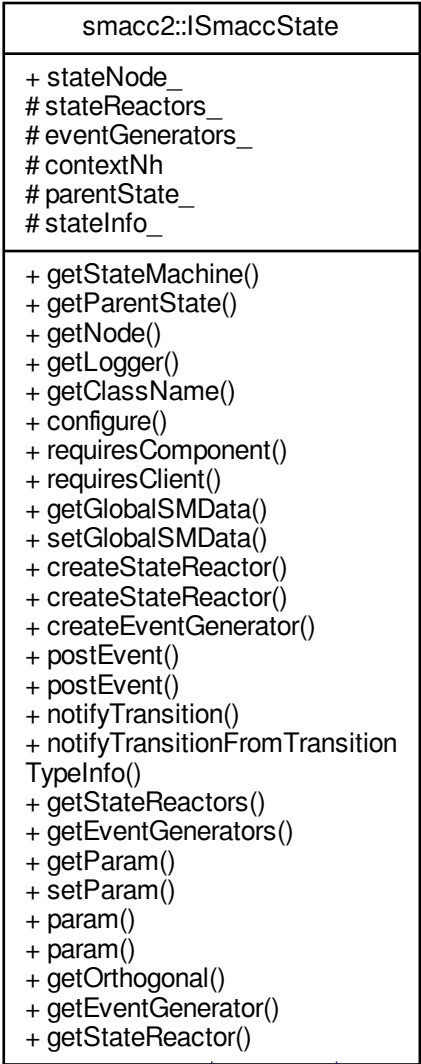 smacc2::ISmaccState
+ stateNode_
# stateReactors_
# eventGenerators_
# contextNh
# parentState_
# stateInfo_
+ getStateMachine()
+ getParentState()
+ getNode()
+ getLogger()
+ getClassName()
+ configure()
+ requiresComponent()
+ requiresClient()
+ getGlobalSMData()
+ setGlobalSMData()
+ createStateReactor()
+ createStateReactor()
+ createEventGenerator()
+ postEvent()
+ postEvent()
+ notifyTransition()
+ notifyTransitionFromTransition
TypeInfo()
+ getStateReactors()
+ getEventGenerators()
+ getParam()
+ setParam()
+ param()
+ param()
+ getOrthogonal()
+ getEventGenerator()
+ getStateReactor()